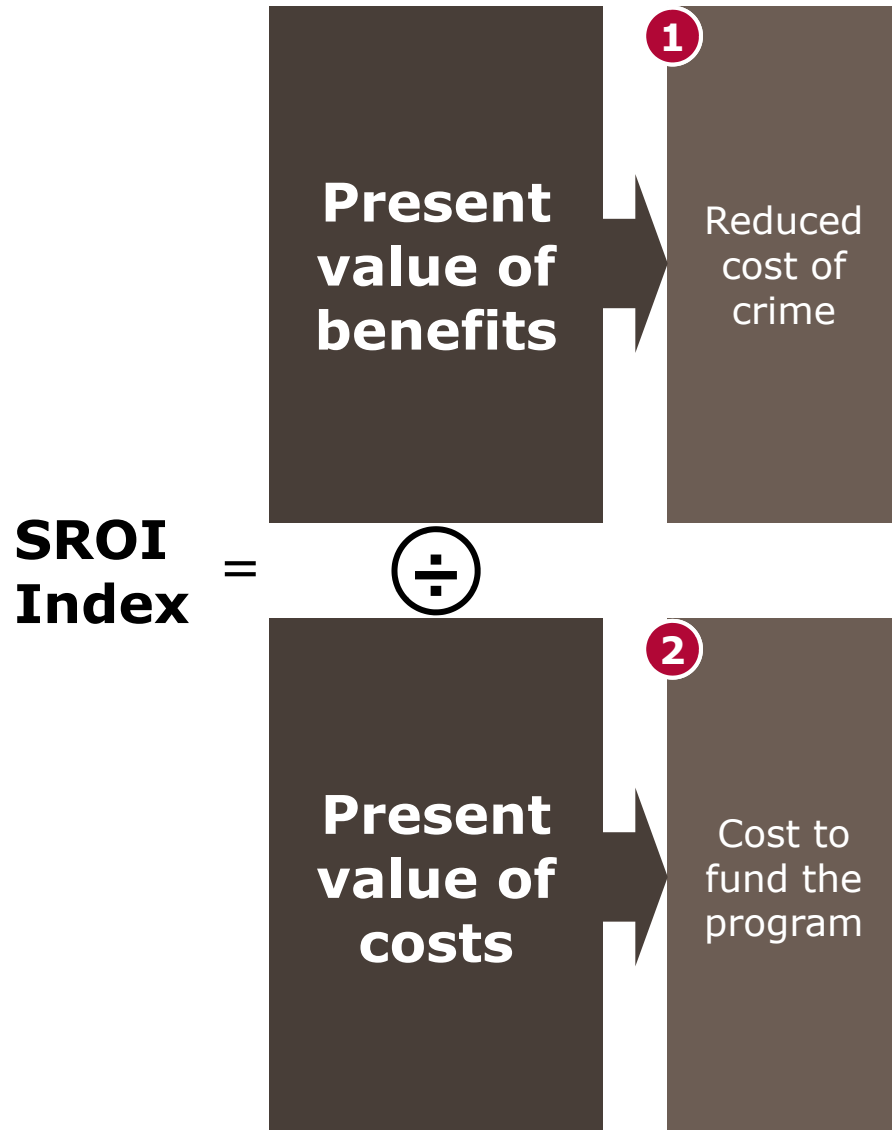 1
Present
value of
benefits
Reduced
cost of
crime
SROI
Index
=
÷
2
Present
value of
costs
Cost to
fund the
program